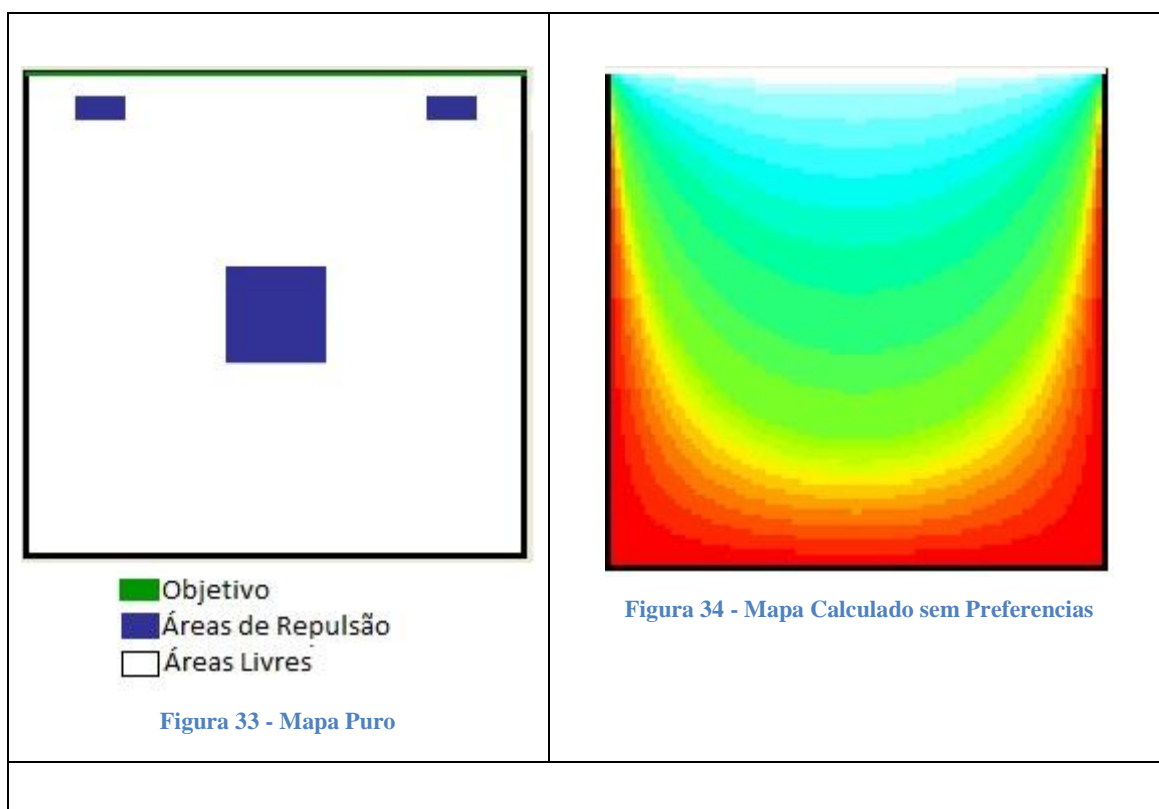 Objetivo
Áreas de Repulsão
Áreas Livres
Figura 33 - Mapa Puro
Figura 34 - Mapa Calculado sem Preferencias